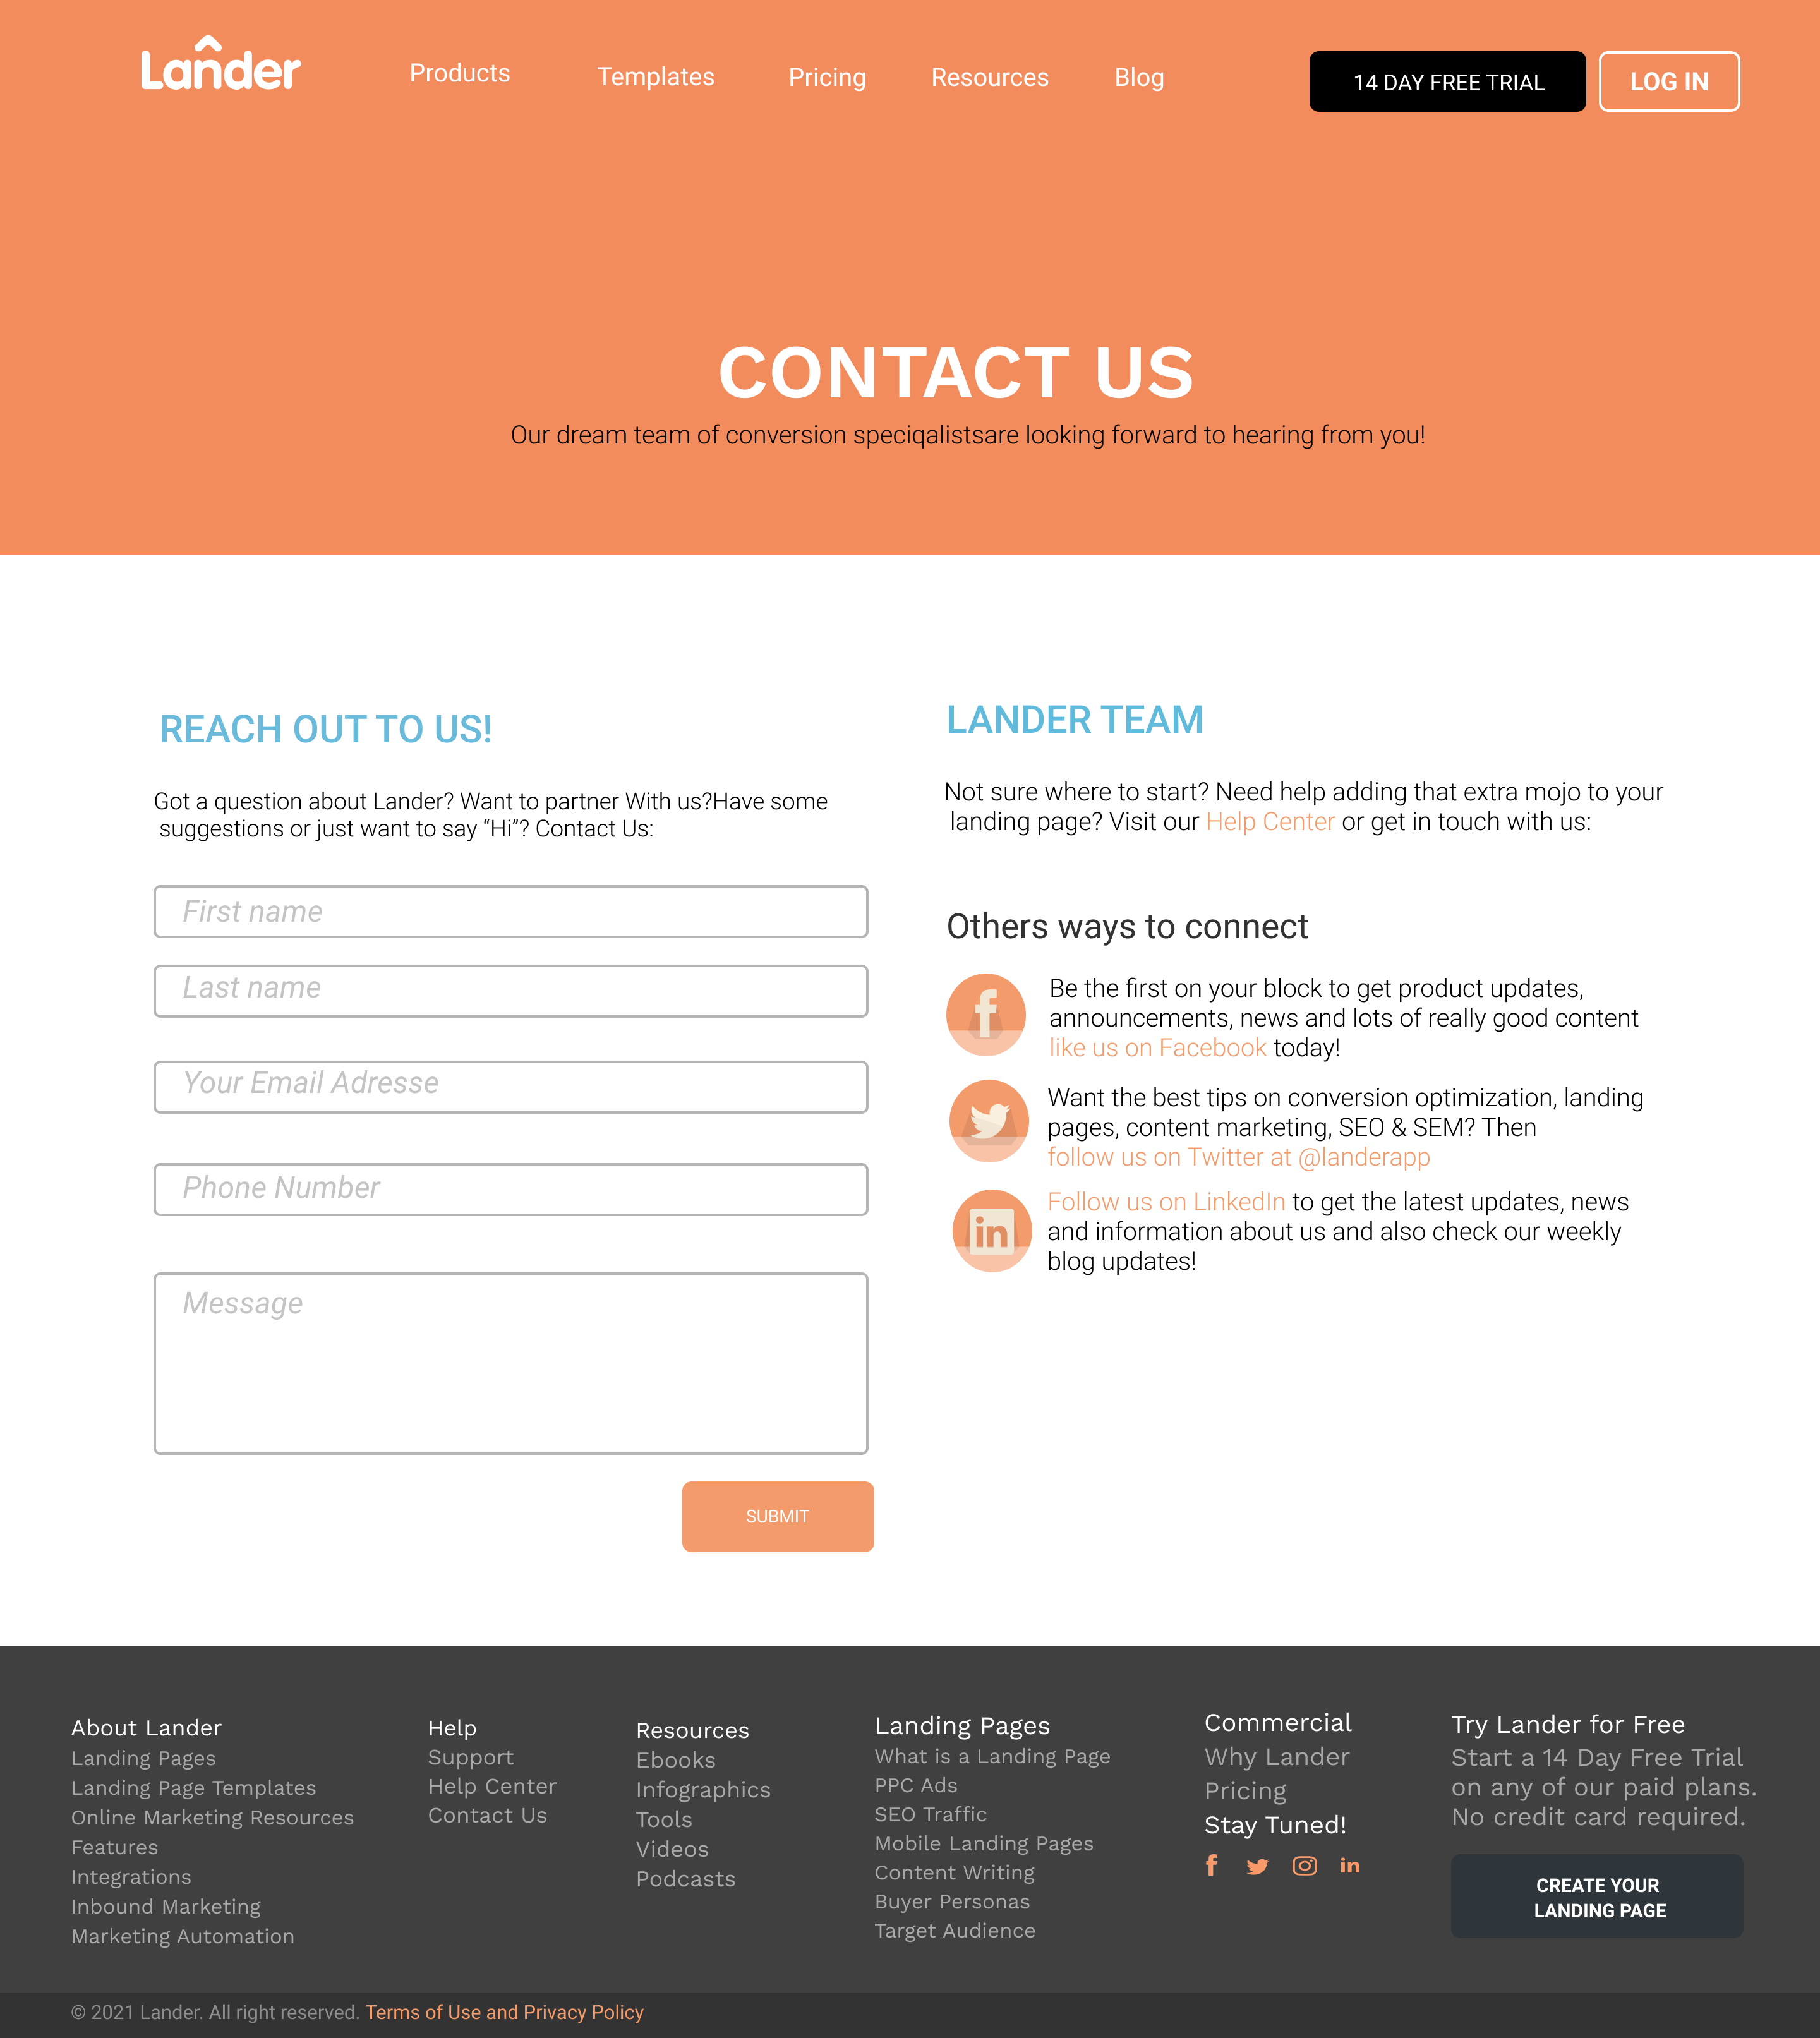 Lander
Products
Templates
Pricing
Resources
Blog
14 DAY FREE TRIAL
LOG IN
CONTACT US
Our dream team of conversion speciqalistsare looking forward to hearing from you!
REACH OUT TO US!
Got a question about Lander? Want to partner With us?Have some
suggestions or just want to say “Hi”? Contact Us:
First name
Last name
Your Email Adresse
Phone Number
Message
SUBMIT
LANDER TEAM
Not sure where to start? Need help adding that extra mojo to your
landing page? Visit our Help Center or get in touch with us:
Others ways to connect
Be the first on your block to get product updates,
announcements, news and lots of really good content
like us on Facebook today!
Want the best tips on conversion optimization, landing
pages, content marketing, SEO & SEM? Then
follow us on Twitter at @landerapp
Follow us on LinkedIn to get the latest updates, news
and information about us and also check our weekly
blog updates!
About Lander
Landing Pages
Landing Page Templates
Online Marketing Resources
Features
Integrations
Inbound Marketing
Marketing Automation
Help
Support
Help Center
Contact Us
Resources
Ebooks
Infographics
Tools
Videos
Podcasts
Landing Pages
What is a Landing Page
PPC Ads
SEO Traffic
Mobile Landing Pages
Content Writing
Buyer Personas
Target Audience
Commercial
Why Lander
Pricing
Stay Tuned!
Try Lander for Free
Start a 14 Day Free Trial
on any of our paid plans.
No credit card required.
CREATE YOUR
LANDING PAGE
© 2021 Lander. All right reserved. Terms of Use and Privacy Policy